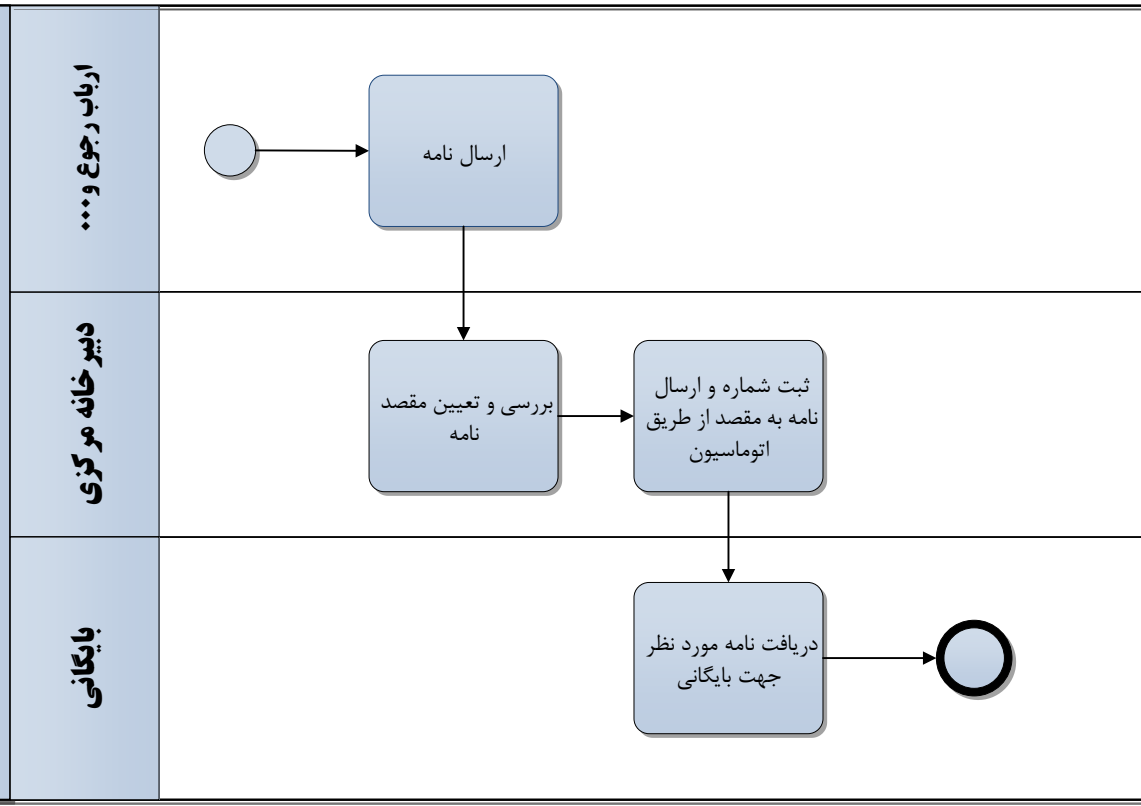 ارباب رجوع و...
ارسال نامه
دبیرخانه مرکزی
بررسی و تعیین مقصد
نامه
ثبت شماره و ارسال
نامه به مقصد از طریق
اتوماسیون
بایگانی
دریافت نامه مورد نظر
جهت بایگانی